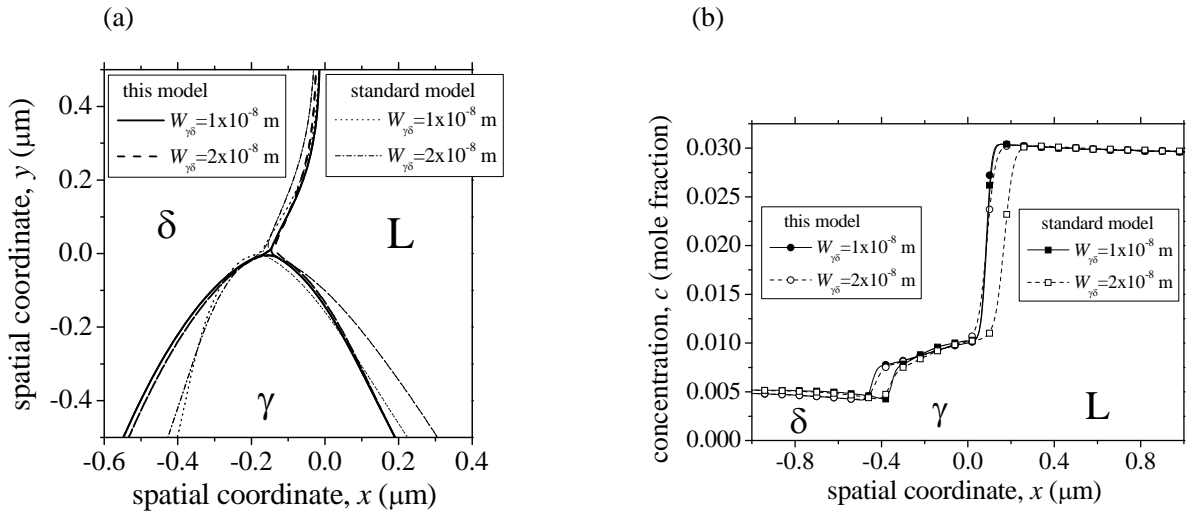 (a)
this model
W_γδ=1x10⁻⁸ m
W_γδ=2x10⁻⁸ m
standard model
W_γδ=1x10⁻⁸ m
W_γδ=2x10⁻⁸ m
δ
L
γ
0.4
0.2
0.0
-0.2
-0.4
-0.6 -0.4 -0.2 0.0 0.2 0.4
spatial coordinate, y (μm)
spatial coordinate, x (μm)
(b)
this model
W_γδ=1x10⁻⁸ m
W_γδ=2x10⁻⁸ m
standard model
W_γδ=1x10⁻⁸ m
W_γδ=2x10⁻⁸ m
δ
γ
L
0.030
0.025
0.020
0.015
0.010
0.005
0.000
-0.8 -0.4 0.0 0.4 0.8
concentration, c (mole fraction)
spatial coordinate, x (μm)